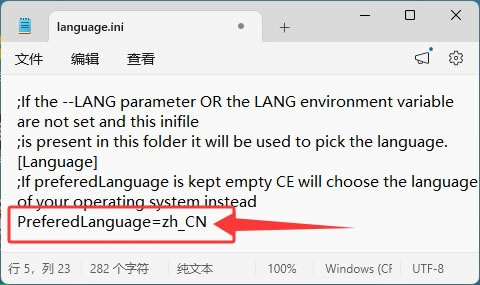 language.ini
文件 编辑 查看
;If the --LANG parameter OR the LANG environment variable
are not set and this inifile
;is present in this folder it will be used to pick the language.
[Language]
;If preferedLanguage is kept empty CE will choose the language
of your operating system instead
PreferedLanguage=zh_CN
行 5，列 23 282 个字符 纯文本 100% Windows (CF UTF-8